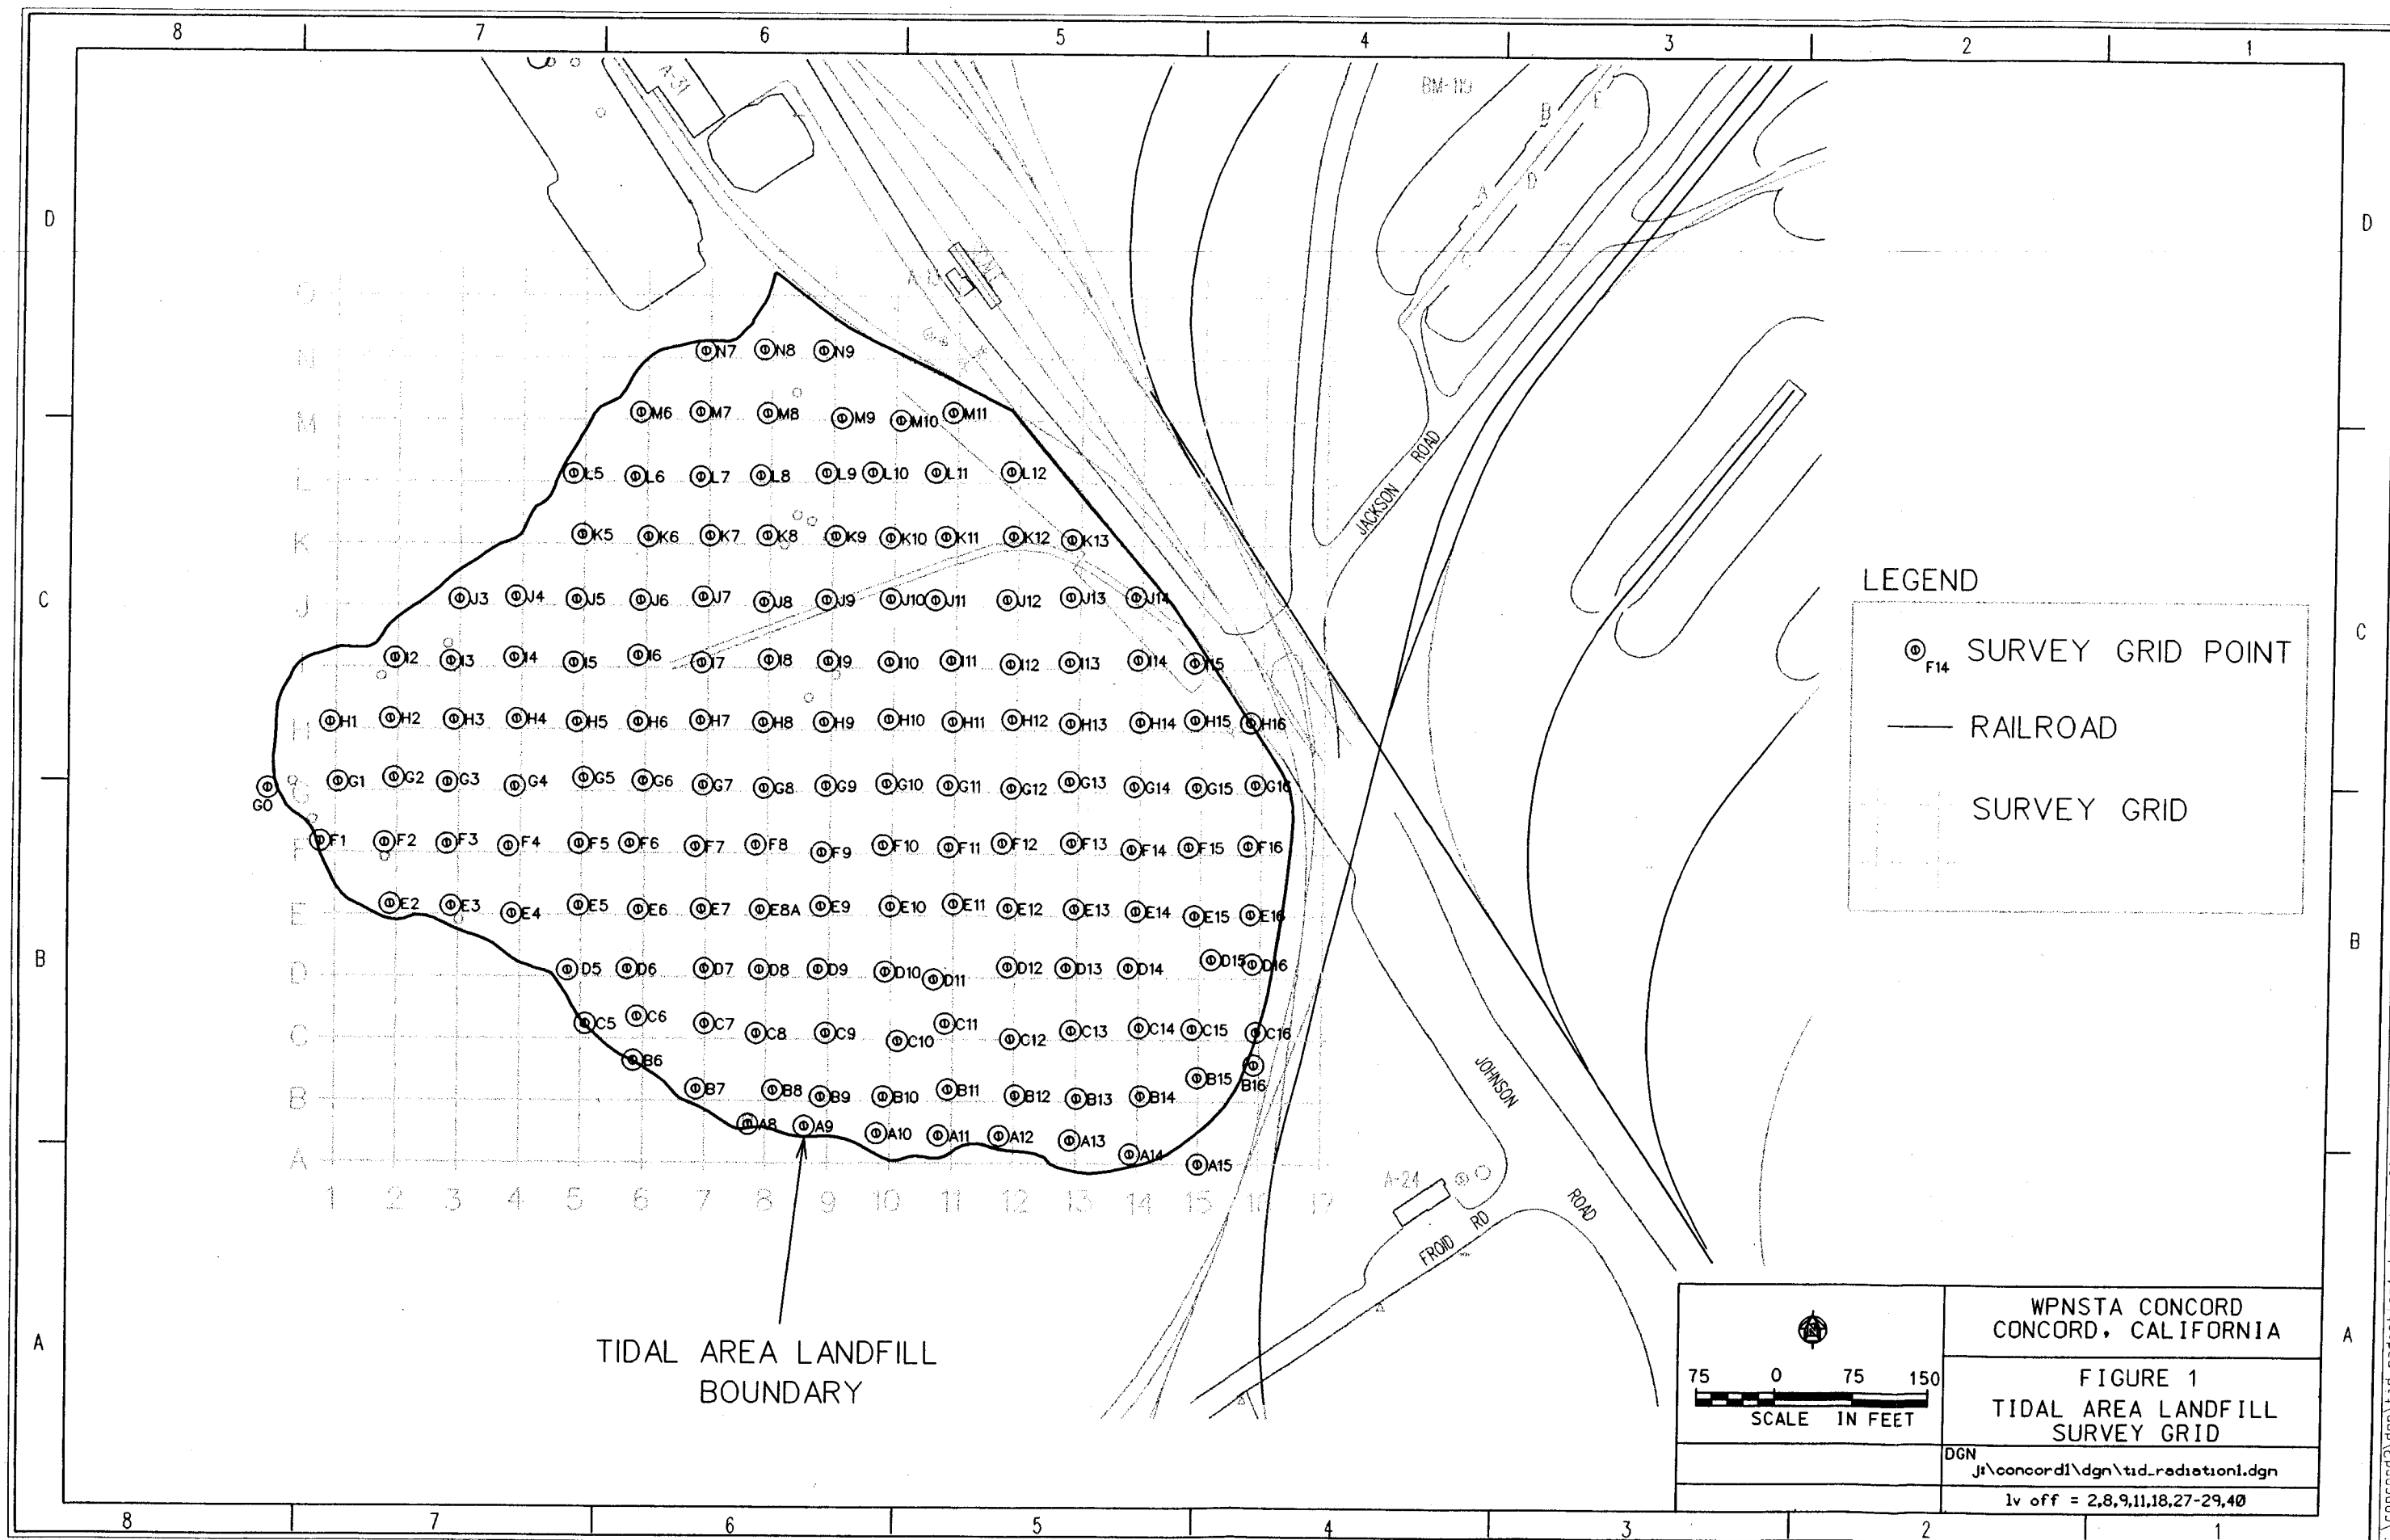 8 7 6 5 4 3 2 1
A-31
BM-119
B E
A D
C
D D
O
N N7 N8 N9
M M6 M7 M8 M9 M10 M11
L L5 L6 L7 L8 L9 L10 L11 L12
JACKSON ROAD
K K5 K6 K7 K8 K9 K10 K11 K12 K13
LEGEND
C J J3 J4 J5 J6 J7 J8 J9 J10 J11 J12 J13 J14 C
I I2 I3 I4 I5 I6 I7 I8 I9 I10 I11 I12 I13 I14 I15
F14 SURVEY GRID POINT
H H1 H2 H3 H4 H5 H6 H7 H8 H9 H10 H11 H12 H13 H14 H15 H16
RAILROAD
G0 G G1 G2 G3 G4 G5 G6 G7 G8 G9 G10 G11 G12 G13 G14 G15 G16
SURVEY GRID
F F1 F2 F3 F4 F5 F6 F7 F8 F9 F10 F11 F12 F13 F14 F15 F16
E E2 E3 E4 E5 E6 E7 E8A E9 E10 E11 E12 E13 E14 E15 E16
B B
D D5 D6 D7 D8 D9 D10 D11 D12 D13 D14 D15 D16
C C5 C6 C7 C8 C9 C10 C11 C12 C13 C14 C15 C16
B B6 B7 B8 B9 B10 B11 B12 B13 B14 B15 B16
A A8 A9 A10 A11 A12 A13 A14 A15
1 2 3 4 5 6 7 8 9 10 11 12 13 14 15 16 17
JOHNSON ROAD
A-24
FROID RD
A A
TIDAL AREA LANDFILL
BOUNDARY
WPNSTA CONCORD
CONCORD, CALIFORNIA
75 0 75 150
SCALE IN FEET
FIGURE 1
TIDAL AREA LANDFILL
SURVEY GRID
DGN
j:\concord1\dgn\tid_radiation1.dgn
lv off = 2,8,9,11,18,27-29,40
8 7 6 5 4 3 2 1